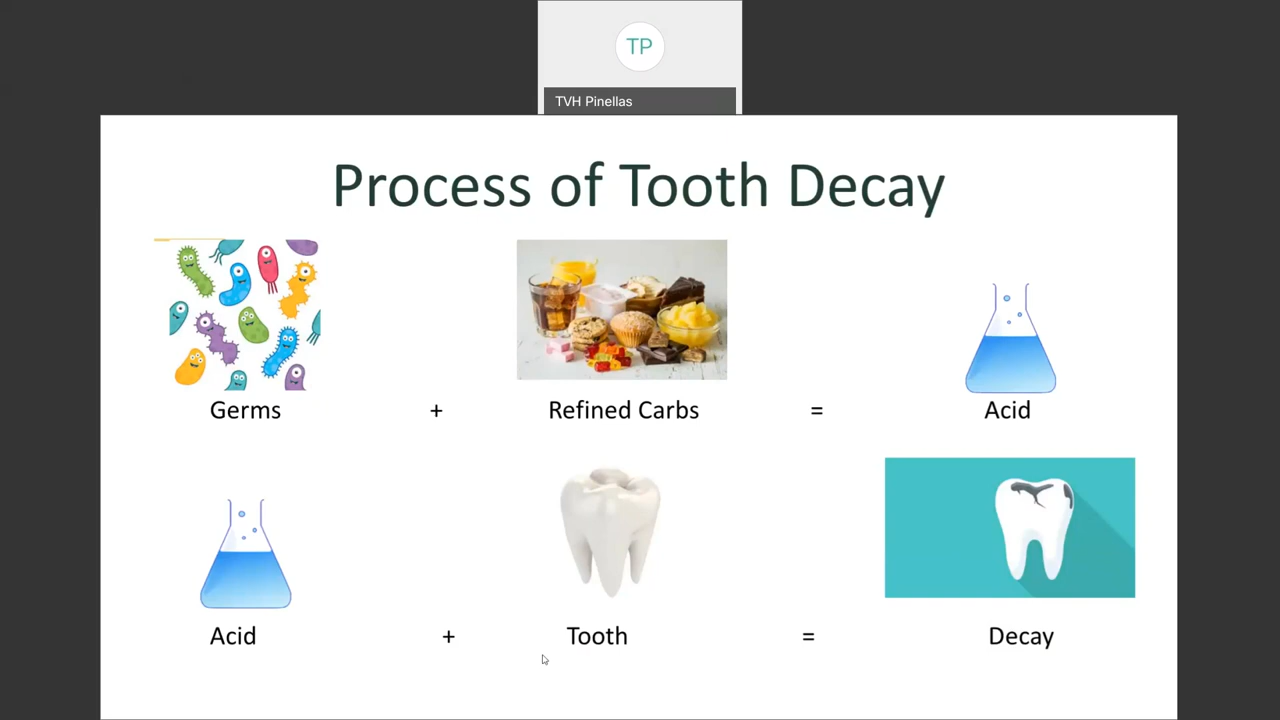 TP
TVH Pinellas
Process of Tooth Decay
Germs + Refined Carbs = Acid
Acid + Tooth = Decay